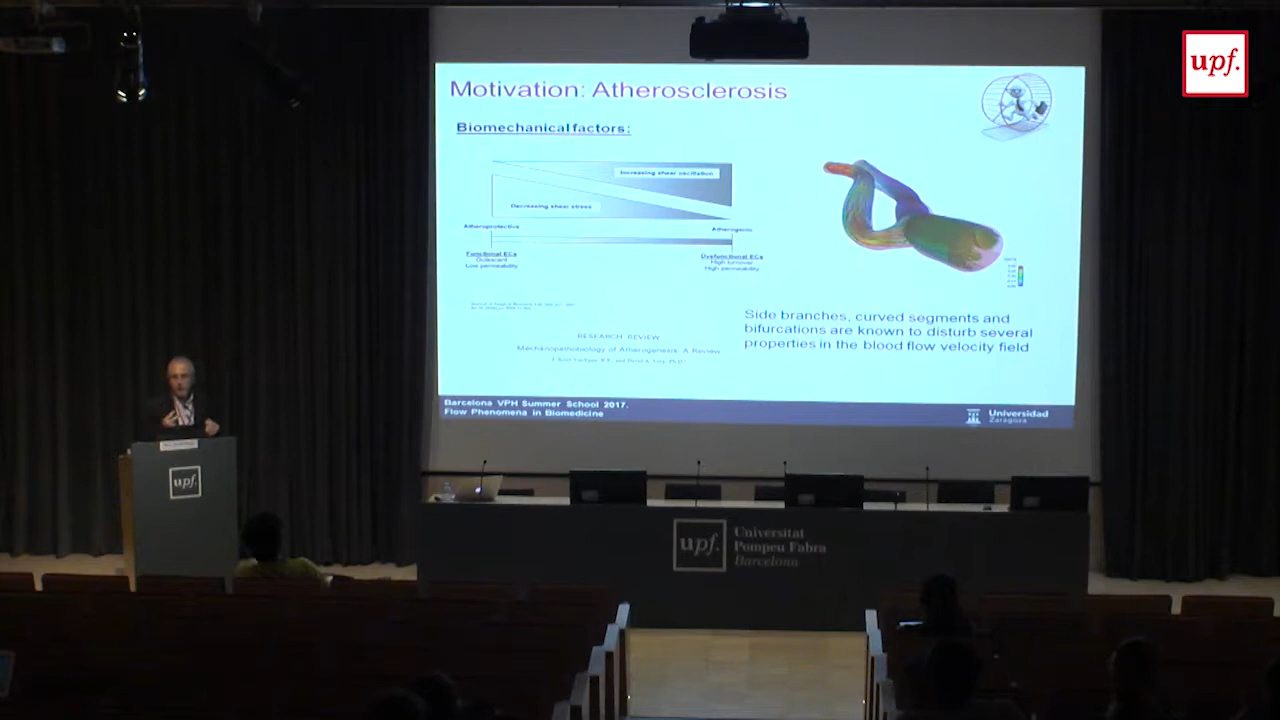 upf.
Motivation: Atherosclerosis
Biomechanical factors:
Increasing shear oscillation
Decreasing shear stress
Atheroprotective
Atherogenic
Functional ECs
Quiescent
Low permeability
Dysfunctional ECs
High turnover
High permeability
RESEARCH REVIEW
Mechanopathobiology of Atherogenesis: A Review
Side branches, curved segments and
bifurcations are known to disturb several
properties in the blood flow velocity field
Barcelona VPH Summer School 2017.
Flow Phenomena in Biomedicine
Universidad
Zaragoza
upf.
upf.
Universitat
Pompeu Fabra
Barcelona